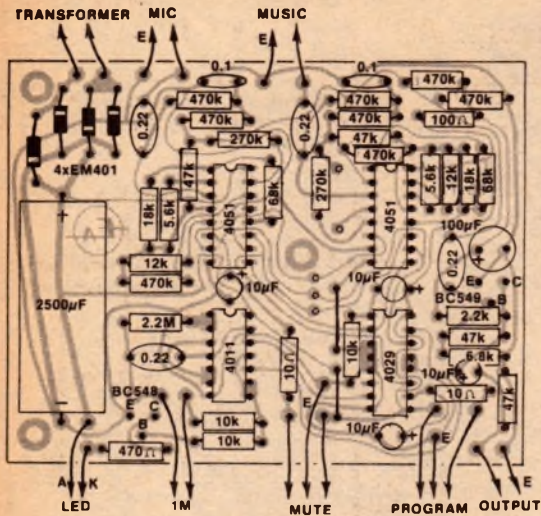 TRANSFORMER MIC MUSIC
E E
0.1 0.1
470k 470k 470k
470k 470k 470k
0.22 0.22 100Ω
270k 47k
470k
4xEM401
47k 68k 270k 5.6k 12k 18k 68k
18k 5.6k 4051 4051
100µF
+ 12k 0.22 +
470k 10µF + 10µF + E C
2500µF BC549 B
2.2M 2.2k
47k
0.22 4011 10Ω 10k 4029 6.8k
10µF +
BC548 10Ω 47k
E C
B 10k E
− 10k 10µF + E
470Ω
A K E
LED 1M MUTE PROGRAM OUTPUT